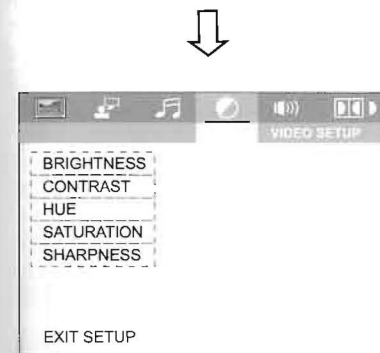 VIDEO SETUP
BRIGHTNESS
CONTRAST
HUE
SATURATION
SHARPNESS
EXIT SETUP